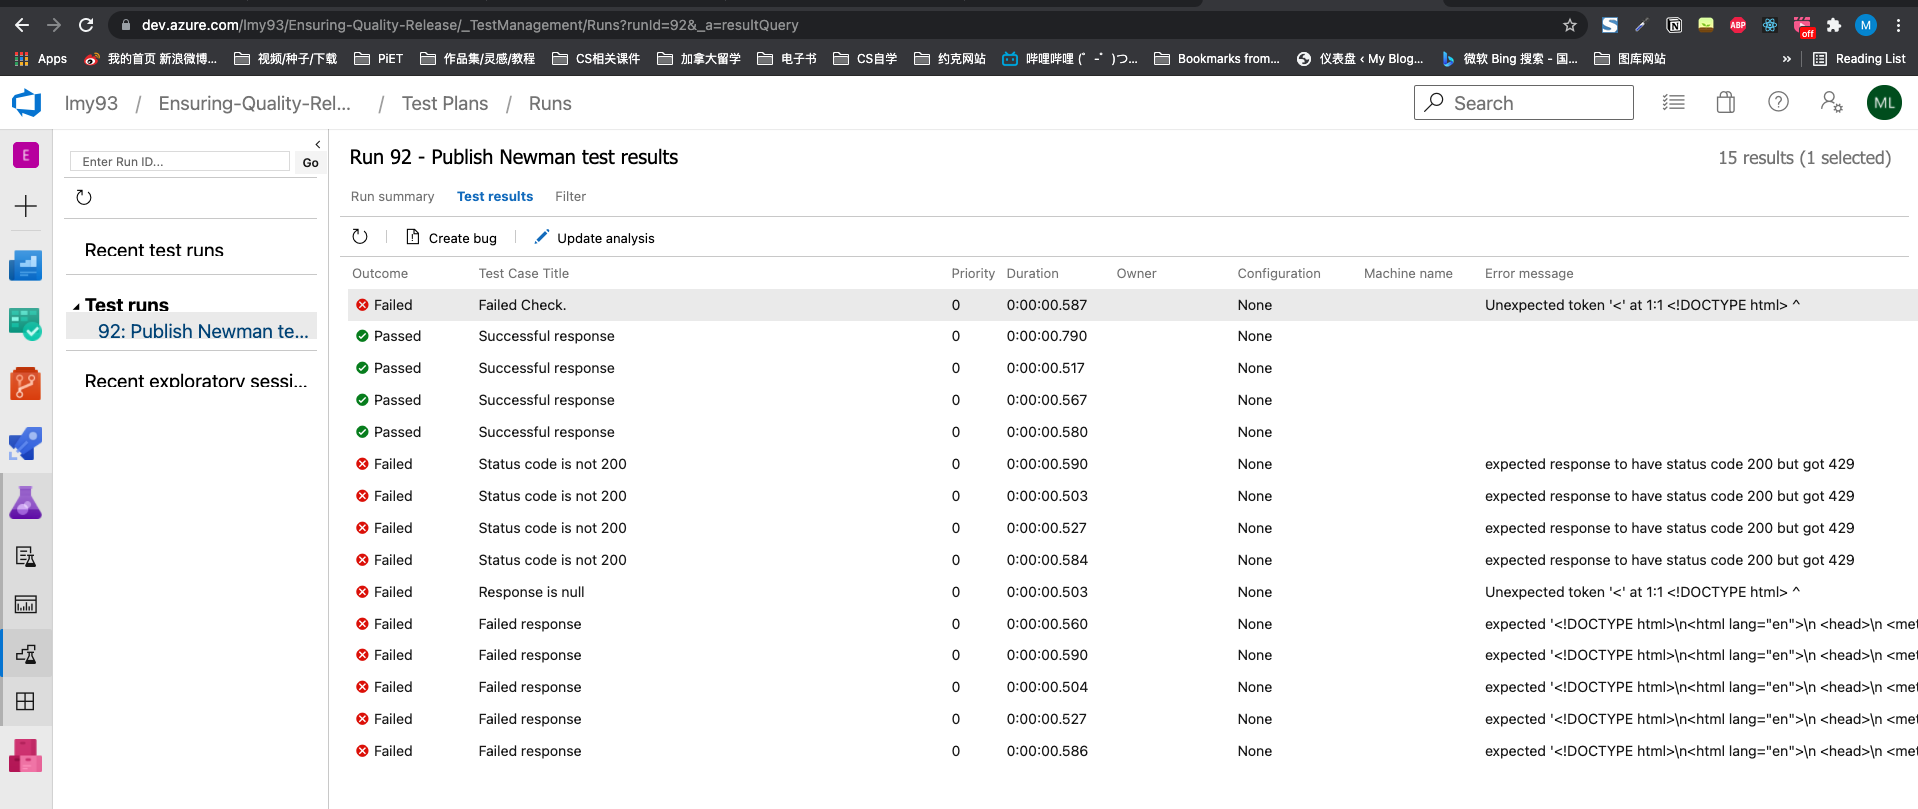 dev.azure.com/lmy93/Ensuring-Quality-Release/_TestManagement/Runs?runId=92&_a=resultQuery
ABP
off
M
Apps
我的首页 新浪微博...
视频/种子/下载
PiET
作品集/灵感/教程
CS相关课件
加拿大留学
电子书
CS自学
约克网站
哔哩哔哩 (゜-゜)つ...
Bookmarks from...
仪表盘 ‹ My Blog...
微软 Bing 搜索 - 国...
图库网站
»
Reading List
lmy93 / Ensuring-Quality-Rel... / Test Plans / Runs
Search
ML
E
Enter Run ID...
Go
Recent test runs
Test runs
92: Publish Newman te...
Recent exploratory sessi...
Run 92 - Publish Newman test results
15 results (1 selected)
Run summary Test results Filter
Create bug Update analysis
Outcome Test Case Title Priority Duration Owner Configuration Machine name Error message
Failed Failed Check. 0 0:00:00.587 None Unexpected token '<' at 1:1 <!DOCTYPE html> ^
Passed Successful response 0 0:00:00.790 None
Passed Successful response 0 0:00:00.517 None
Passed Successful response 0 0:00:00.567 None
Passed Successful response 0 0:00:00.580 None
Failed Status code is not 200 0 0:00:00.590 None expected response to have status code 200 but got 429
Failed Status code is not 200 0 0:00:00.503 None expected response to have status code 200 but got 429
Failed Status code is not 200 0 0:00:00.527 None expected response to have status code 200 but got 429
Failed Status code is not 200 0 0:00:00.584 None expected response to have status code 200 but got 429
Failed Response is null 0 0:00:00.503 None Unexpected token '<' at 1:1 <!DOCTYPE html> ^
Failed Failed response 0 0:00:00.560 None expected '<!DOCTYPE html>\n<html lang="en">\n <head>\n <met
Failed Failed response 0 0:00:00.590 None expected '<!DOCTYPE html>\n<html lang="en">\n <head>\n <met
Failed Failed response 0 0:00:00.504 None expected '<!DOCTYPE html>\n<html lang="en">\n <head>\n <met
Failed Failed response 0 0:00:00.527 None expected '<!DOCTYPE html>\n<html lang="en">\n <head>\n <met
Failed Failed response 0 0:00:00.586 None expected '<!DOCTYPE html>\n<html lang="en">\n <head>\n <met